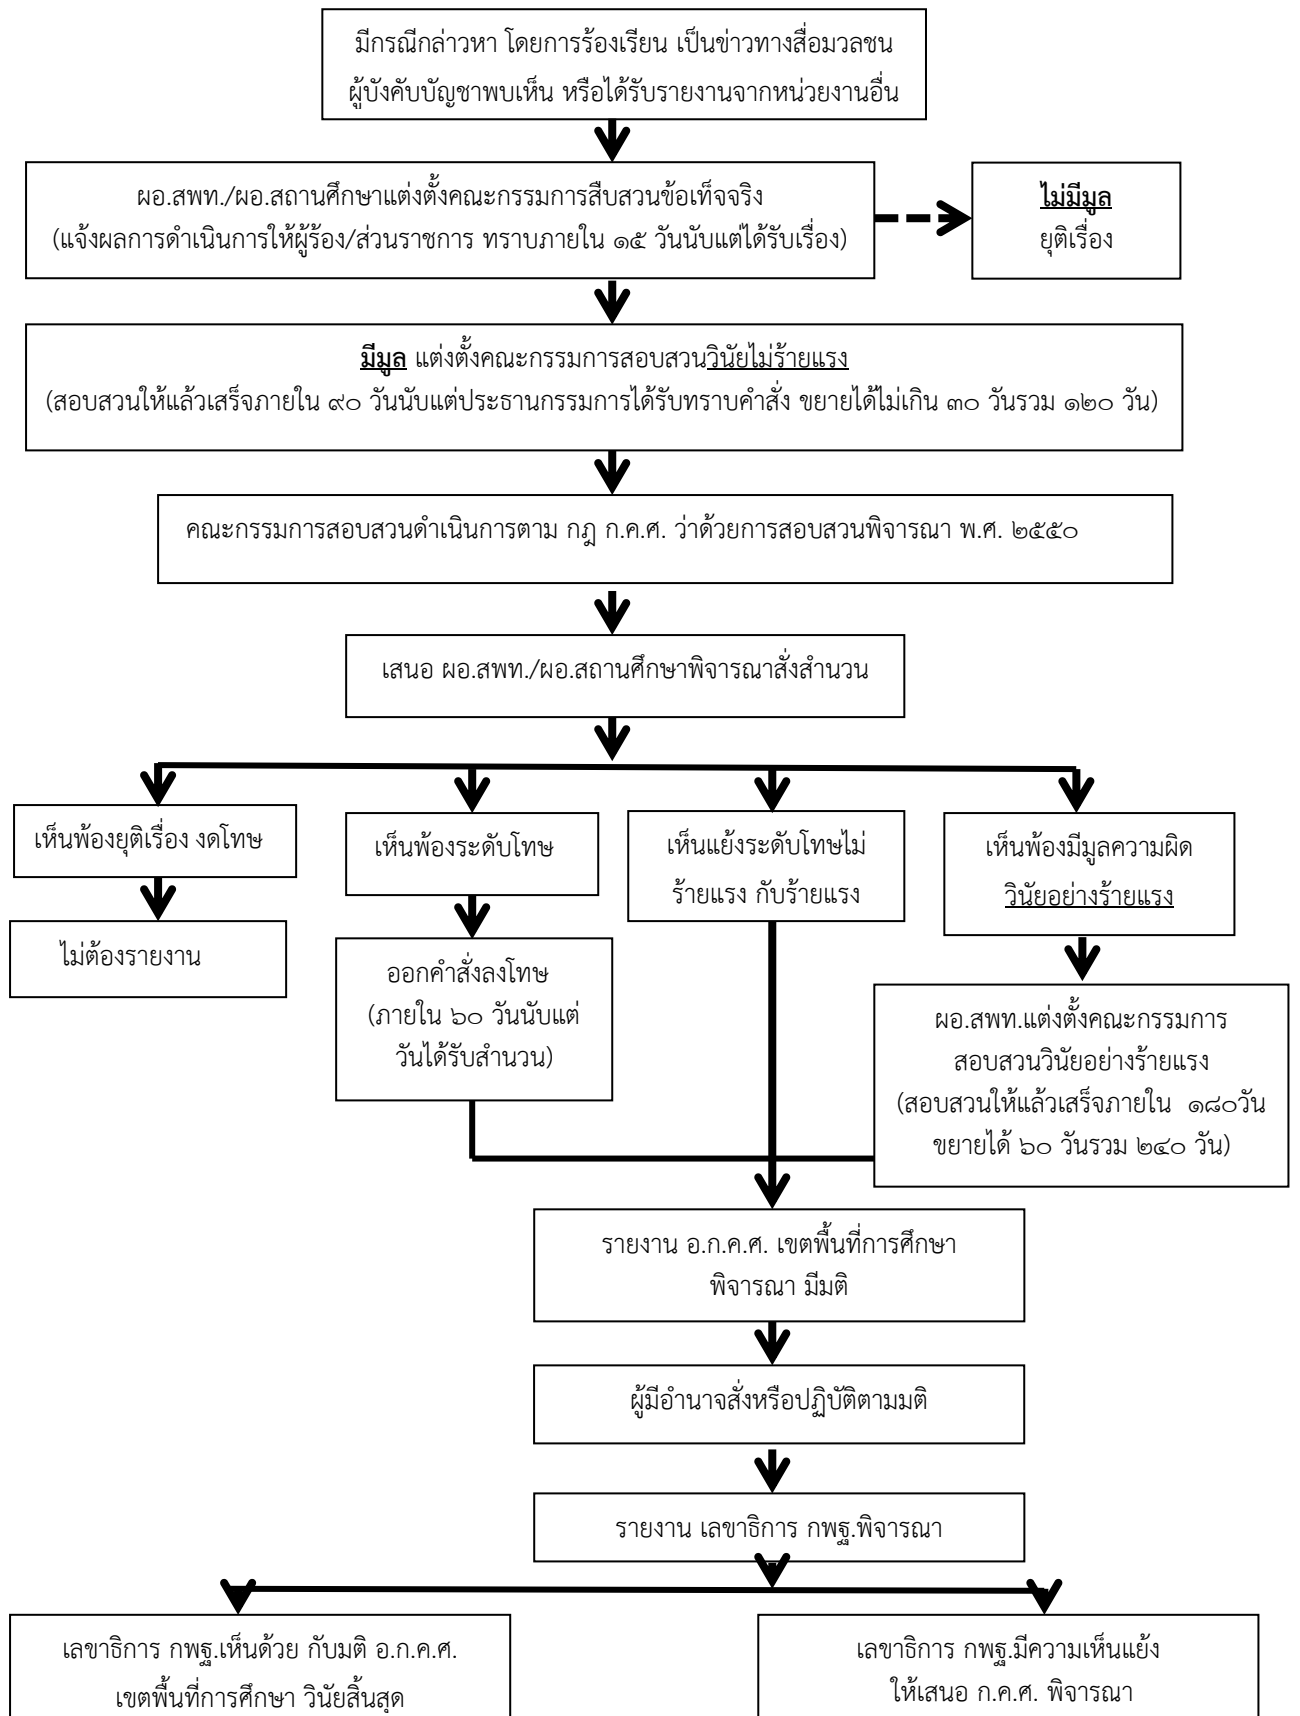 มีกรณีกล่าวหา โดยการร้องเรียน เป็นข่าวทางสื่อมวลชน
ผู้บังคับบัญชาพบเห็น หรือได้รับรายงานจากหน่วยงานอื่น
ผอ.สพท./ผอ.สถานศึกษาแต่งตั้งคณะกรรมการสืบสวนข้อเท็จจริง
(แจ้งผลการดำเนินการให้ผู้ร้อง/ส่วนราชการ ทราบภายใน ๑๕ วันนับแต่ได้รับเรื่อง)
ไม่มีมูล
ยุติเรื่อง
มีมูล แต่งตั้งคณะกรรมการสอบสวนวินัยไม่ร้ายแรง
(สอบสวนให้แล้วเสร็จภายใน ๙๐ วันนับแต่ประธานกรรมการได้รับทราบคำสั่ง ขยายได้ไม่เกิน ๓๐ วันรวม ๑๒๐ วัน)
คณะกรรมการสอบสวนดำเนินการตาม กฎ ก.ค.ศ. ว่าด้วยการสอบสวนพิจารณา พ.ศ. ๒๕๕๐
เสนอ ผอ.สพท./ผอ.สถานศึกษาพิจารณาสั่งสำนวน
เห็นพ้องยุติเรื่อง งดโทษ
ไม่ต้องรายงาน
เห็นพ้องระดับโทษ
ออกคำสั่งลงโทษ
(ภายใน ๖๐ วันนับแต่
วันได้รับสำนวน)
เห็นแย้งระดับโทษไม่
ร้ายแรง กับร้ายแรง
เห็นพ้องมีมูลความผิด
วินัยอย่างร้ายแรง
ผอ.สพท.แต่งตั้งคณะกรรมการ
สอบสวนวินัยอย่างร้ายแรง
(สอบสวนให้แล้วเสร็จภายใน ๑๘๐วัน
ขยายได้ ๖๐ วันรวม ๒๔๐ วัน)
รายงาน อ.ก.ค.ศ. เขตพื้นที่การศึกษา
พิจารณา มีมติ
ผู้มีอำนาจสั่งหรือปฏิบัติตามมติ
รายงาน เลขาธิการ กพฐ.พิจารณา
เลขาธิการ กพฐ.เห็นด้วย กับมติ อ.ก.ค.ศ.
เขตพื้นที่การศึกษา วินัยสิ้นสุด
เลขาธิการ กพฐ.มีความเห็นแย้ง
ให้เสนอ ก.ค.ศ. พิจารณา